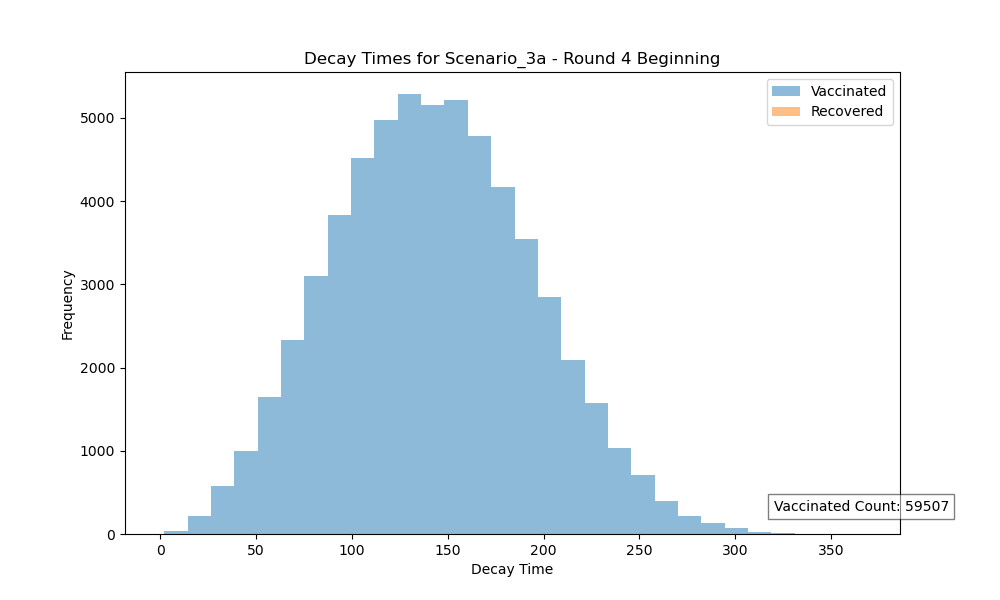 Decay Times for Scenario_3a - Round 4 Beginning
Vaccinated
Recovered
Frequency
5000
4000
3000
2000
1000
0
Vaccinated Count: 59507
0 50 100 150 200 250 300 350
Decay Time